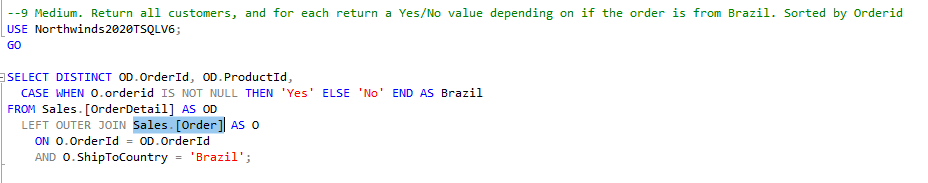 --9 Medium. Return all customers, and for each return a Yes/No value depending on if the order is from Brazil. Sorted by Orderid
USE Northwinds2020TSQLV6;
GO
SELECT DISTINCT OD.OrderId, OD.ProductId,
CASE WHEN O.orderid IS NOT NULL THEN 'Yes' ELSE 'No' END AS Brazil
FROM Sales.[OrderDetail] AS OD
LEFT OUTER JOIN Sales.[Order] AS O
ON O.OrderId = OD.OrderId
AND O.ShipToCountry = 'Brazil';